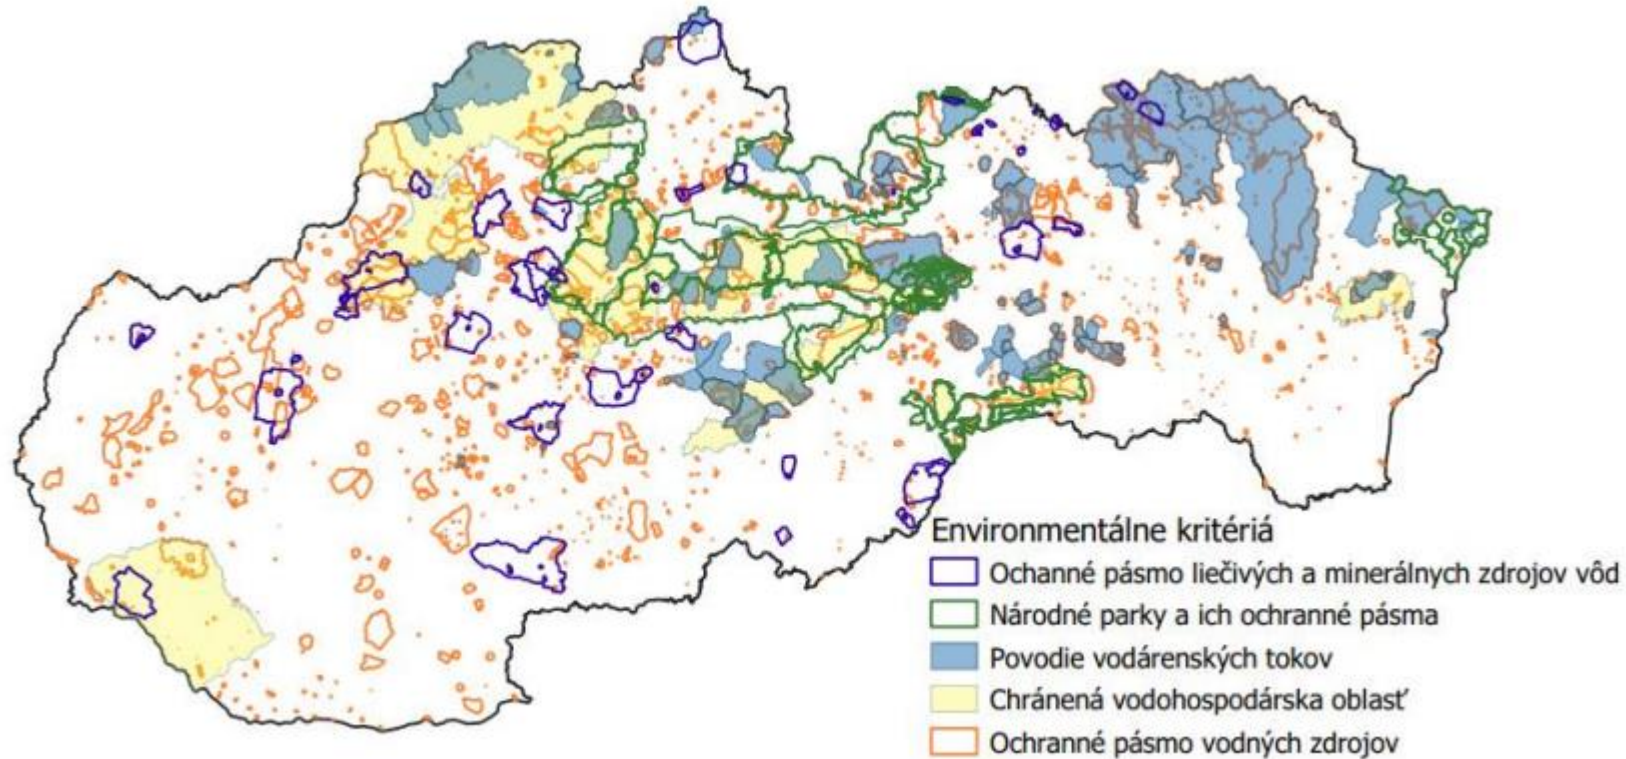 Environmentálne kritériá
Ochanné pásmo liečivých a minerálnych zdrojov vôd
Národné parky a ich ochranné pásma
Povodie vodárenských tokov
Chránená vodohospodárska oblasť
Ochranné pásmo vodných zdrojov